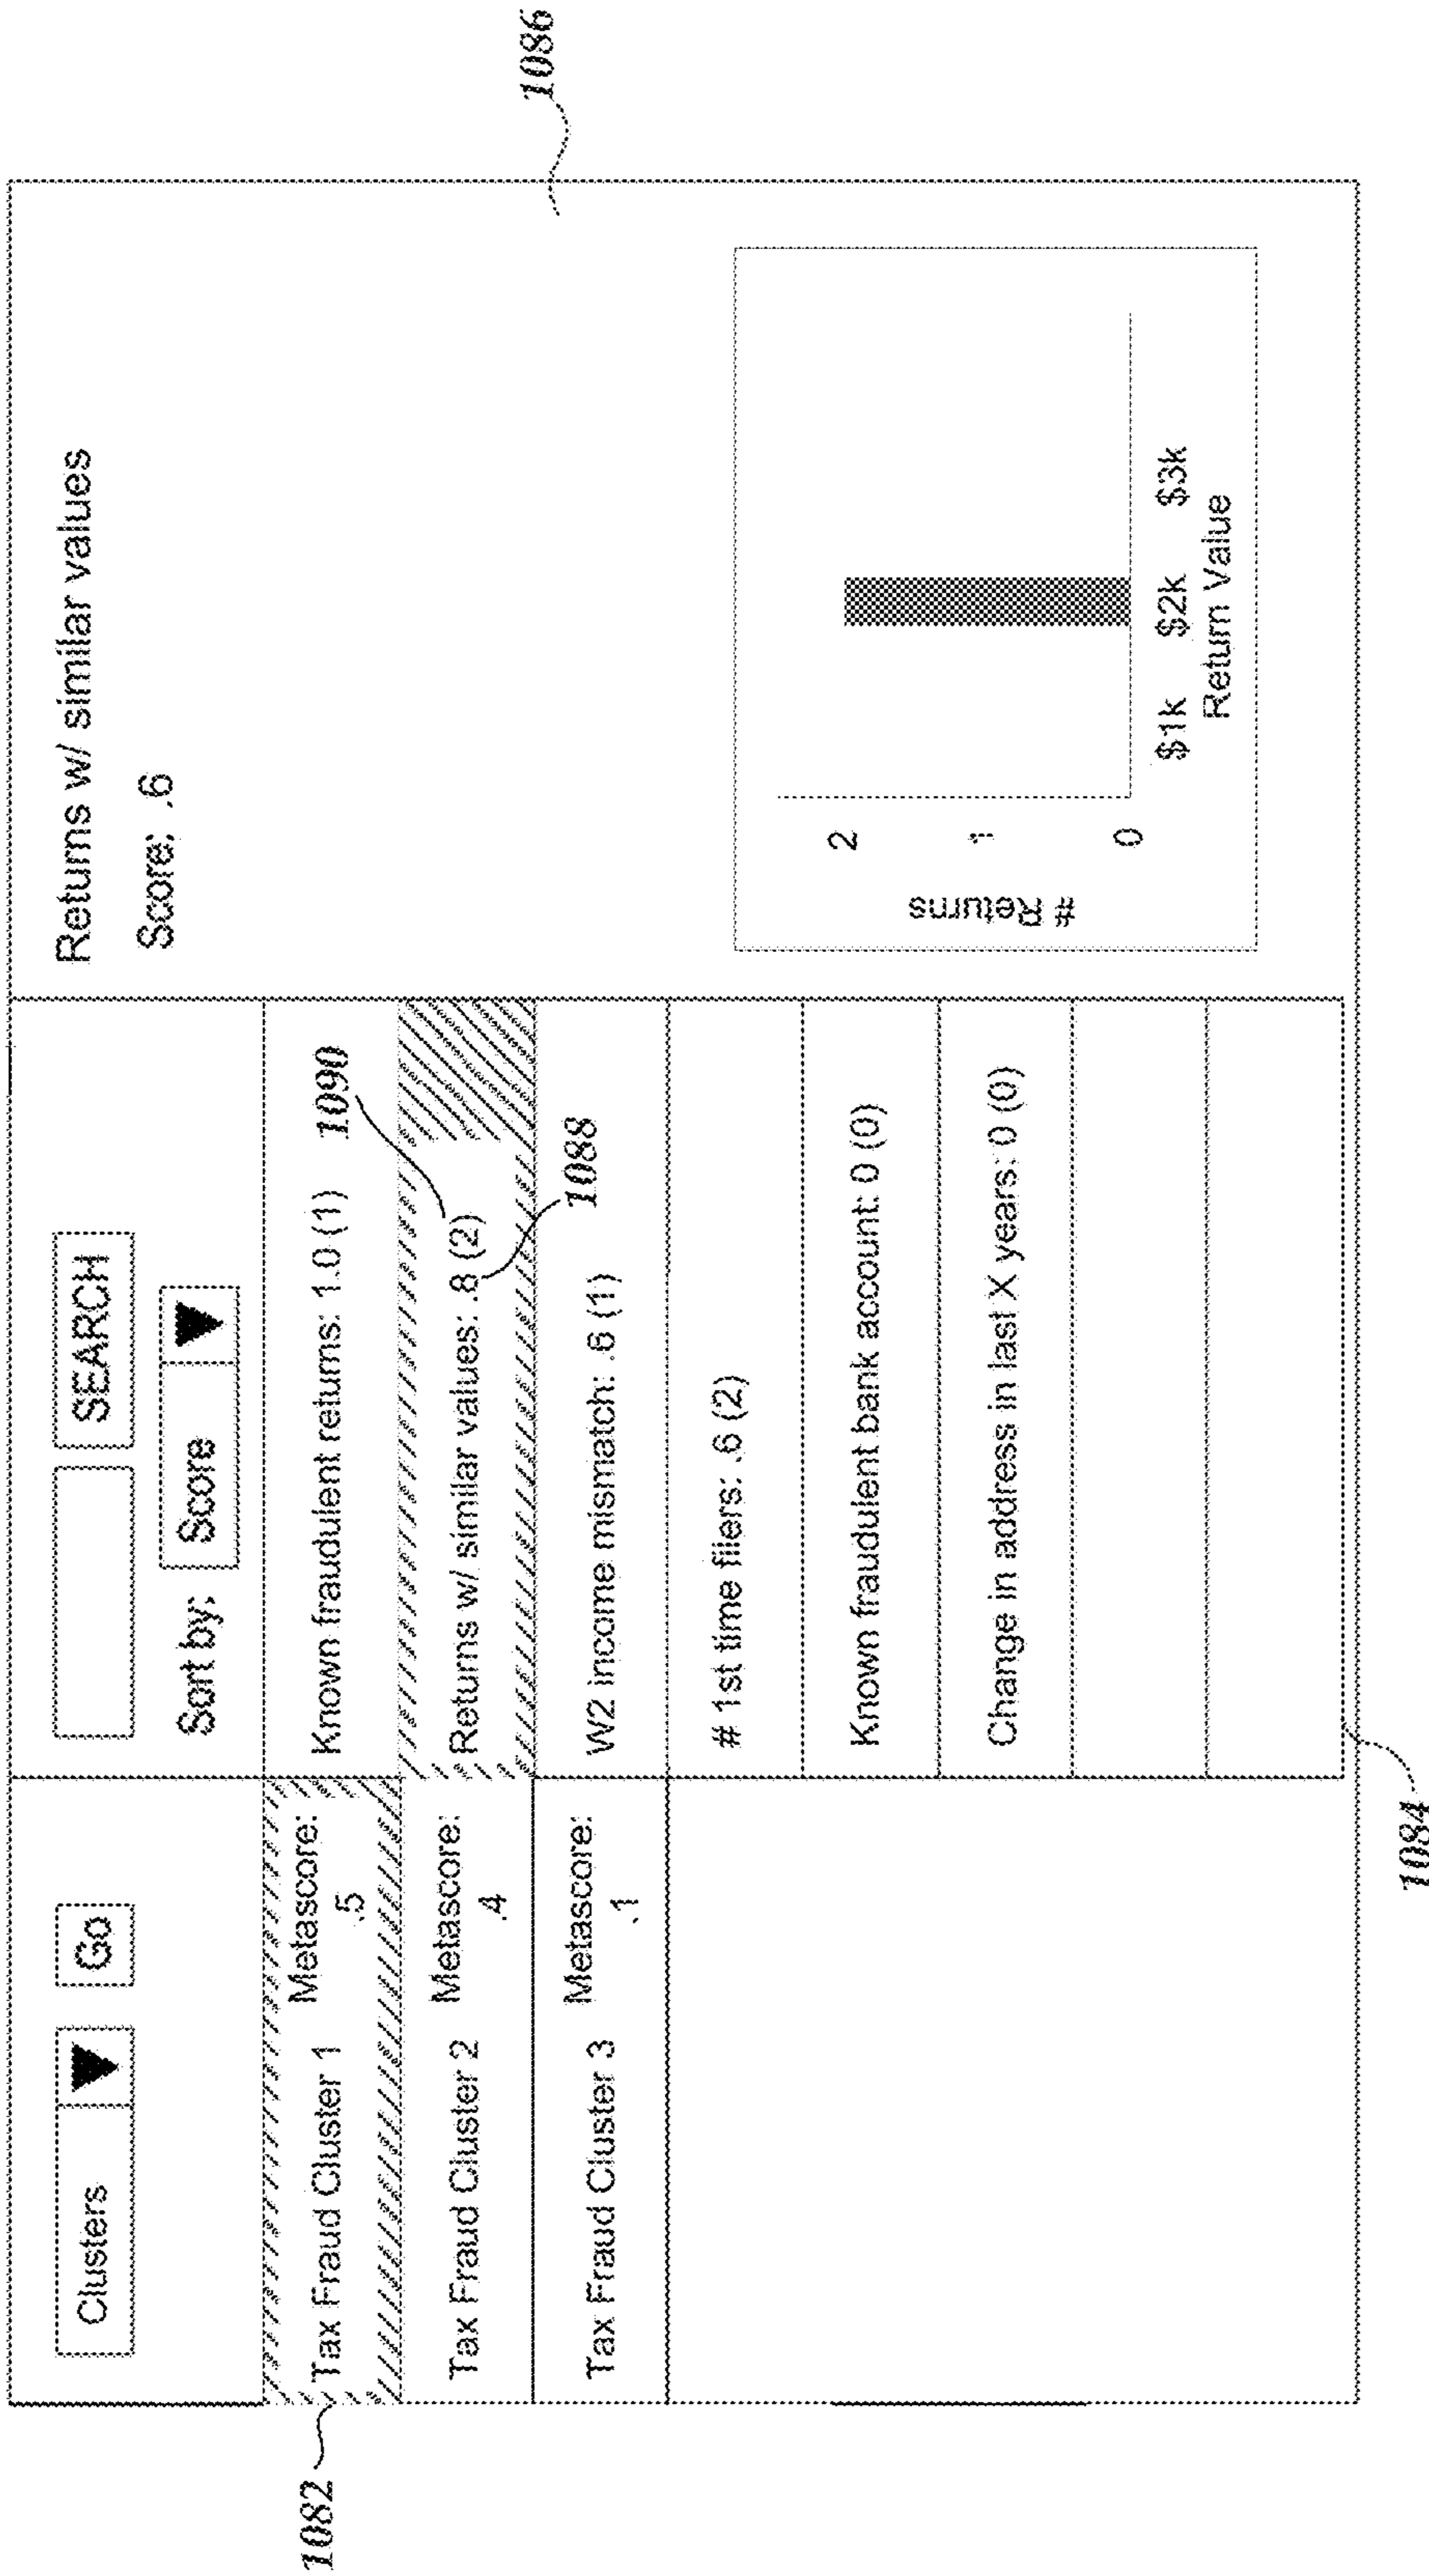 Clusters
Go
SEARCH
Sort by:
Score
Returns w/ similar values
Score: .6
1082
Tax Fraud Cluster 1
Metascore:
.5
Tax Fraud Cluster 2
Metascore:
.4
Tax Fraud Cluster 3
Metascore:
.1
Known fraudulent returns: 1.0 (1)
1090
Returns w/ similar values: .8 (2)
1088
W2 income mismatch: .6 (1)
# 1st time filers: .6 (2)
Known fraudulent bank account: 0 (0)
Change in address in last X years: 0 (0)
1084
1086
# Returns
2
1
0
$1k $2k $3k
Return Value